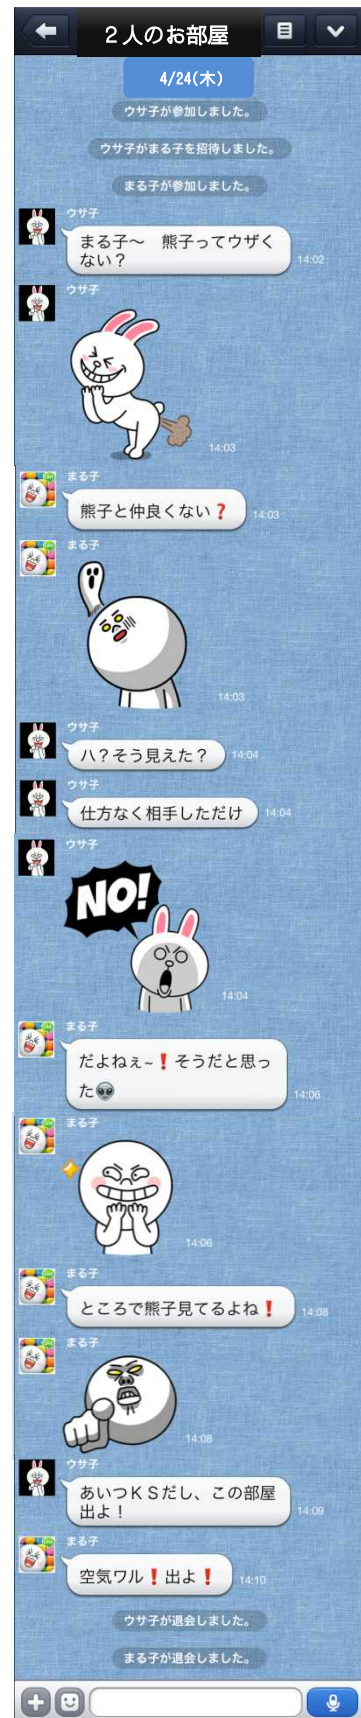 ２人のお部屋
4/24(木)
ウサ子が参加しました。
ウサ子がまる子を招待しました。
まる子が参加しました。
ウサ子
まる子～　熊子ってウザく
ない？
14:02
ウサ子
14:03
まる子
熊子と仲良くない❓
14:03
まる子
14:03
ウサ子
ハ？そう見えた？
14:04
ウサ子
仕方なく相手しただけ
14:04
ウサ子
NO!
14:04
まる子
だよねぇ~❗そうだと思っ
た👽
14:06
まる子
14:06
まる子
ところで熊子見てるよね❗
14:08
まる子
14:08
ウサ子
あいつＫＳだし、この部屋
出よ！
14:09
まる子
空気ワル❗出よ❗
14:10
ウサ子が退会しました。
まる子が退会しました。